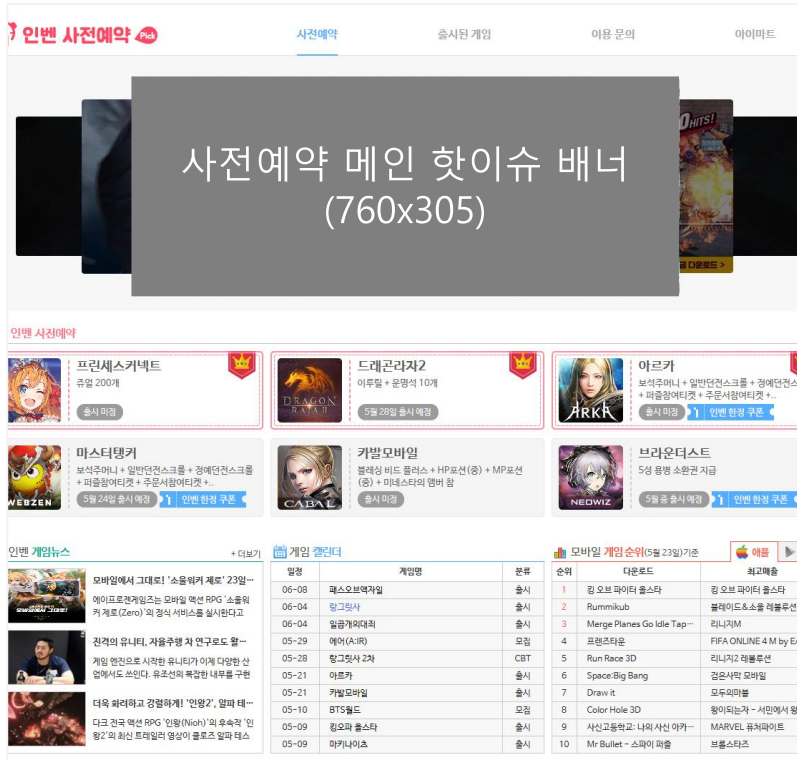 인벤 사전예약 Pick
사전예약 출시된 게임 이용 문의 아이마트
사전예약 메인 핫이슈 배너
(760x305)
HITS!
다운로드 >
인벤 사전예약
프린세스커넥트
쥬얼 200개
출시 미정
DRAGON
RAJA II
드래곤라자2
이루릴 + 운명석 10개
5월 28일 출시 예정
ARKA
아르카
보석주머니 + 일반던전스크롤 + 정예던전스
+ 퍼즐참여티켓 + 주문서참여티켓 +..
출시 미정 인벤 한정 쿠폰
WEBZEN
마스터탱커
보석주머니 + 일반던전스크롤 + 정예던전스크롤
+ 퍼즐참여티켓 + 주문서참여티켓 +..
5월 24일 출시 예정 인벤 한정 쿠폰
CABAL
카발모바일
블레싱 비드 플러스 + HP포션(중) + MP포션
(중) + 미네스타의 앰버 참
출시 미정
NEOWIZ
브라운더스트
5성 용병 소환권 지급
5월 중 출시 예정 인벤 한정 쿠폰
인벤 게임뉴스 + 더보기
모바일에서 그대로! '소울워커 제로' 23일…
에이프로젠게임즈는 모바일 액션 RPG '소울워
커 제로(Zero)'의 정식 서비스를 실시한다고
진격의 유니티, 자율주행 차 연구로도 활…
게임 엔진으로 시작한 유니티가 이제 다양한 산
업에서도 쓰인다. 유조선의 복잡한 내부를 구현
더욱 화려하고 강렬하게! '인왕2', 알파 테…
다크 전국 액션 RPG '인왕(Nioh)'의 후속작 '인
왕2'의 최신 트레일러 영상이 클로즈 알파 테스
게임 캘린더
일정 게임명 분류
06-08 패스오브엑자일 출시
06-04 랑그릿사 출시
06-04 일곱개의대죄 출시
05-29 에어(A:IR) 모집
05-28 랑그릿사 2차 CBT
05-21 아르카 출시
05-21 카발모바일 출시
05-10 BTS월드 모집
05-09 킹오파 올스타 출시
05-09 마키나이츠 출시
모바일 게임 순위(5월 23일)기준 애플
순위 다운로드 최고매출
1 킹 오브 파이터 올스타 킹 오브 파이터 올스타
2 Rummikub 블레이드&소울 레볼루션
3 Merge Planes Go Idle Tap… 리니지M
4 프렌즈타운 FIFA ONLINE 4 M by EA
5 Run Race 3D 리니지2 레볼루션
6 Space:Big Bang 검은사막 모바일
7 Draw it 모두의마블
8 Color Hole 3D 왕이되는자 - 서민에서 왕
9 사신고등학교: 나의 사신 아카… MARVEL 퓨처파이트
10 Mr Bullet - 스파이 퍼즐 브롤스타즈